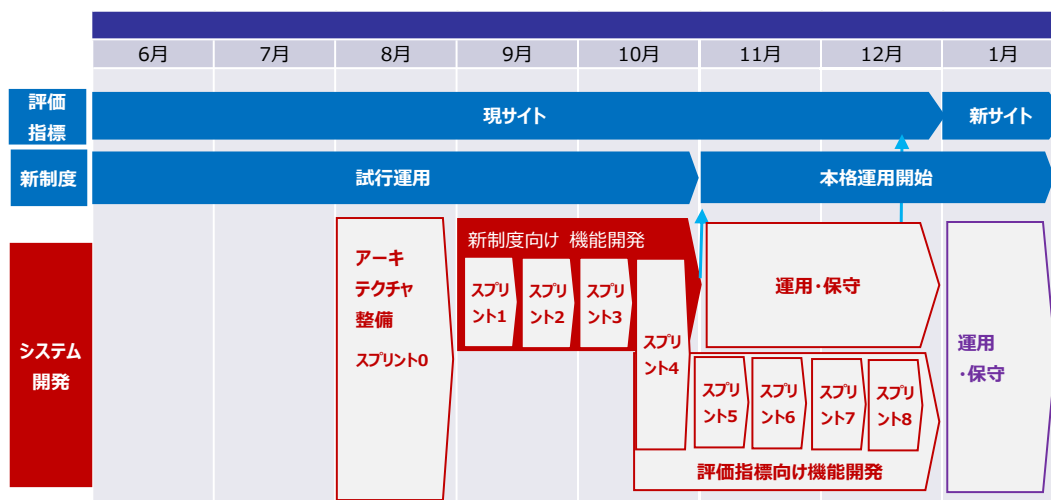 6月 7月 8月 9月 10月 11月 12月 1月
評価
指標
現サイト
新サイト
新制度
試行運用
本格運用開始
システム
開発
アーキ
テクチャ
整備
スプリント0
新制度向け 機能開発
スプリ
ント1
スプリ
ント2
スプリ
ント3
スプリ
ント4
運用・保守
スプリ
ント5
スプリ
ント6
スプリ
ント7
スプリ
ント8
評価指標向け機能開発
運用
・保守